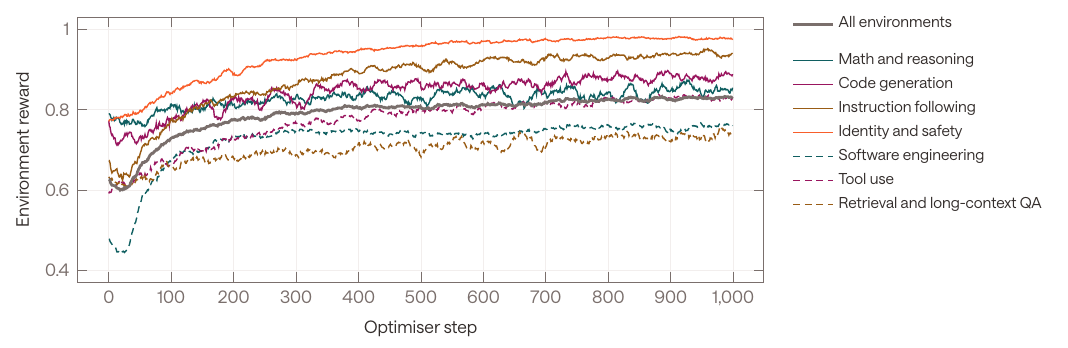 1
0.8
0.6
0.4
Environment reward
0 100 200 300 400 500 600 700 800 900 1,000
Optimiser step
All environments
Math and reasoning
Code generation
Instruction following
Identity and safety
Software engineering
Tool use
Retrieval and long-context QA